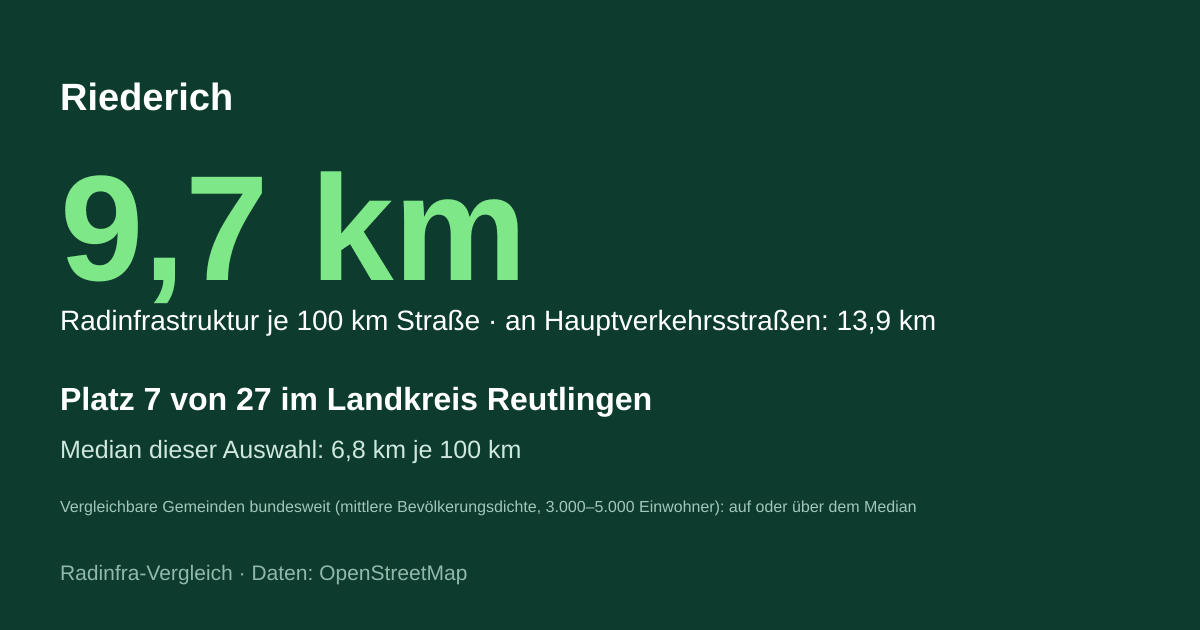 Riederich
9,7 km
Radinfrastruktur je 100 km Straße · an Hauptverkehrsstraßen: 13,9 km
Platz 7 von 27 im Landkreis Reutlingen
Median dieser Auswahl: 6,8 km je 100 km
Vergleichbare Gemeinden bundesweit (mittlere Bevölkerungsdichte, 3.000–5.000 Einwohner): auf oder über dem Median
Radinfra-Vergleich · Daten: OpenStreetMap